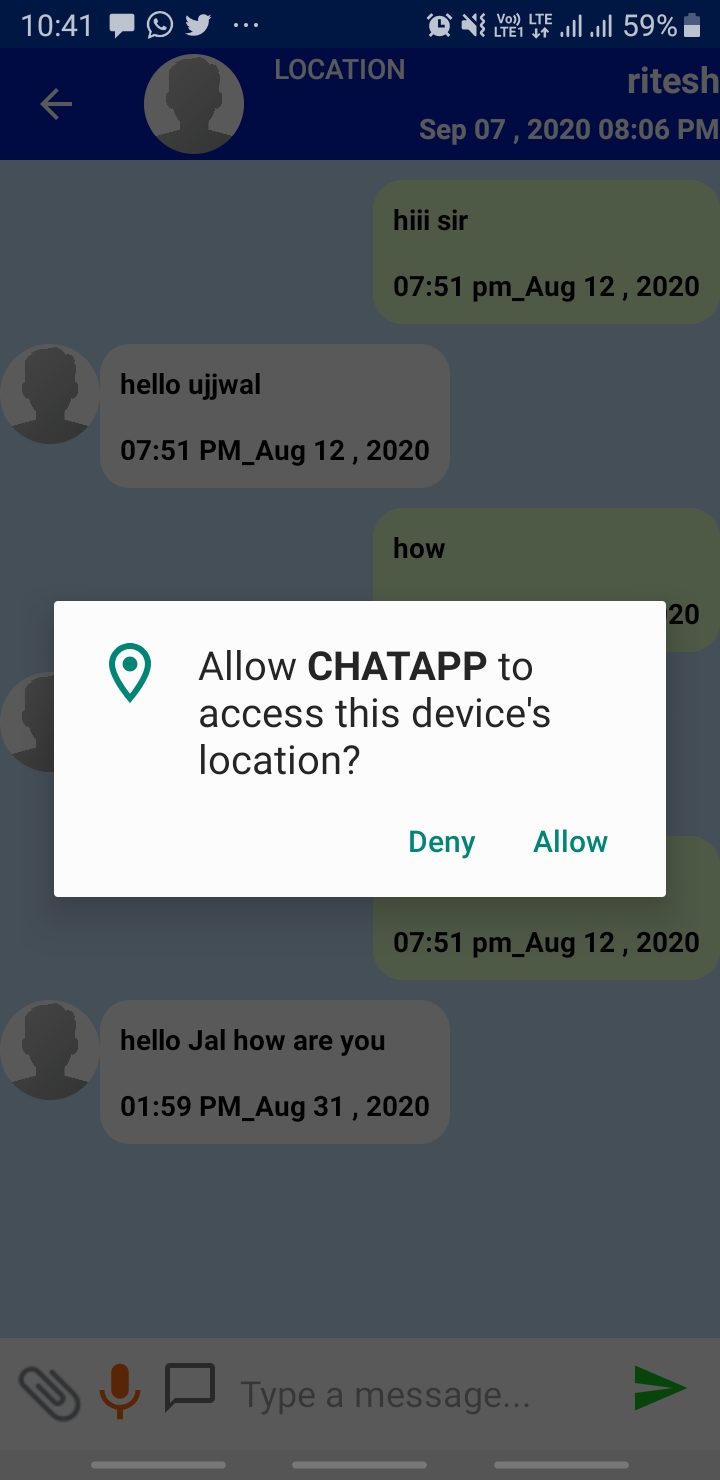 10:41 ... Vo)) LTE1 LTE 59%
LOCATION
ritesh
Sep 07 , 2020 08:06 PM
hiii sir
07:51 pm_Aug 12 , 2020
hello ujjwal
07:51 PM_Aug 12 , 2020
how
20
Allow CHATAPP to
access this device's
location?
Deny Allow
07:51 pm_Aug 12 , 2020
hello Jal how are you
01:59 PM_Aug 31 , 2020
Type a message...